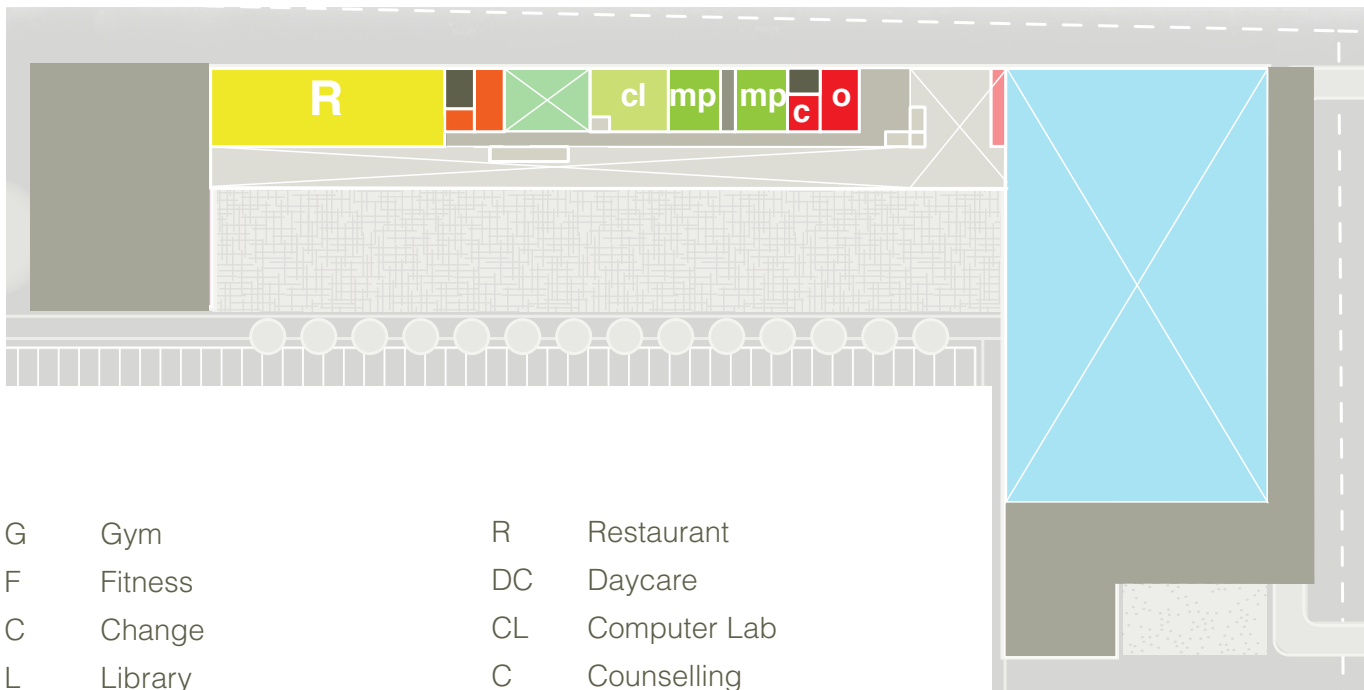 R cl mp mp c o
G Gym
F Fitness
C Change
L Library
R Restaurant
DC Daycare
CL Computer Lab
C Counselling